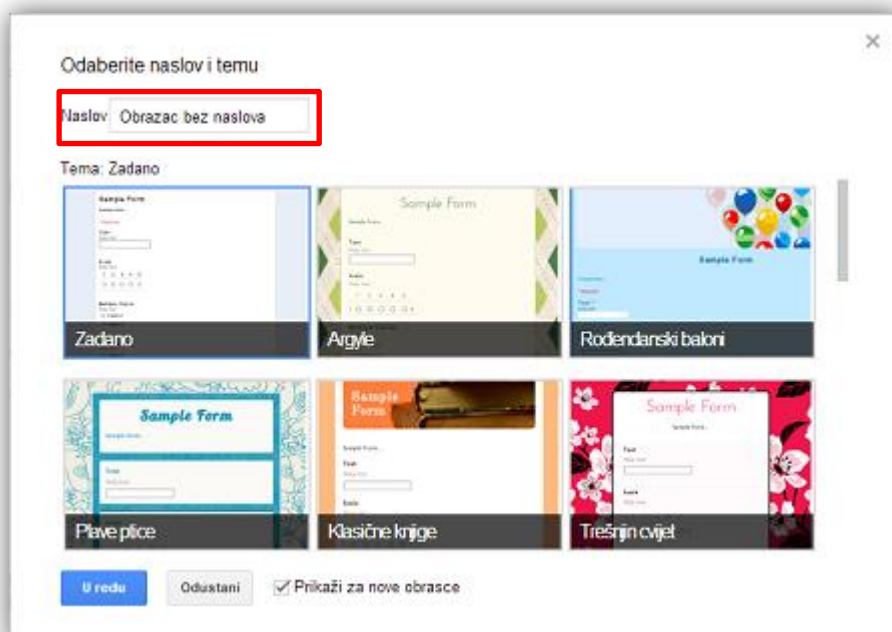 Odaberite naslov i temu
Naslov Obrazac bez naslova
Tema: Zadano
Sample Form
Zadano
Sample Form
Argyle
Sample Form
Rođendanski baloni
Sample Form
Plave ptice
Sample Form
Klasične knjige
Sample Form
Trešnjin cvijet
U redu Odustani Prikaži za nove obrasce